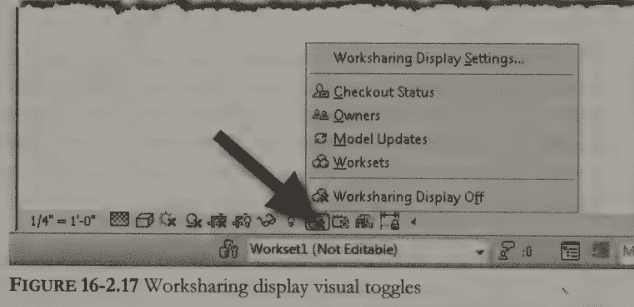 Worksharing Display Settings...
Checkout Status
Owners
Model Updates
Worksets
Worksharing Display Off
1/4" = 1'-0"
Workset1 (Not Editable)
:0
FIGURE 16-2.17 Worksharing display visual toggles